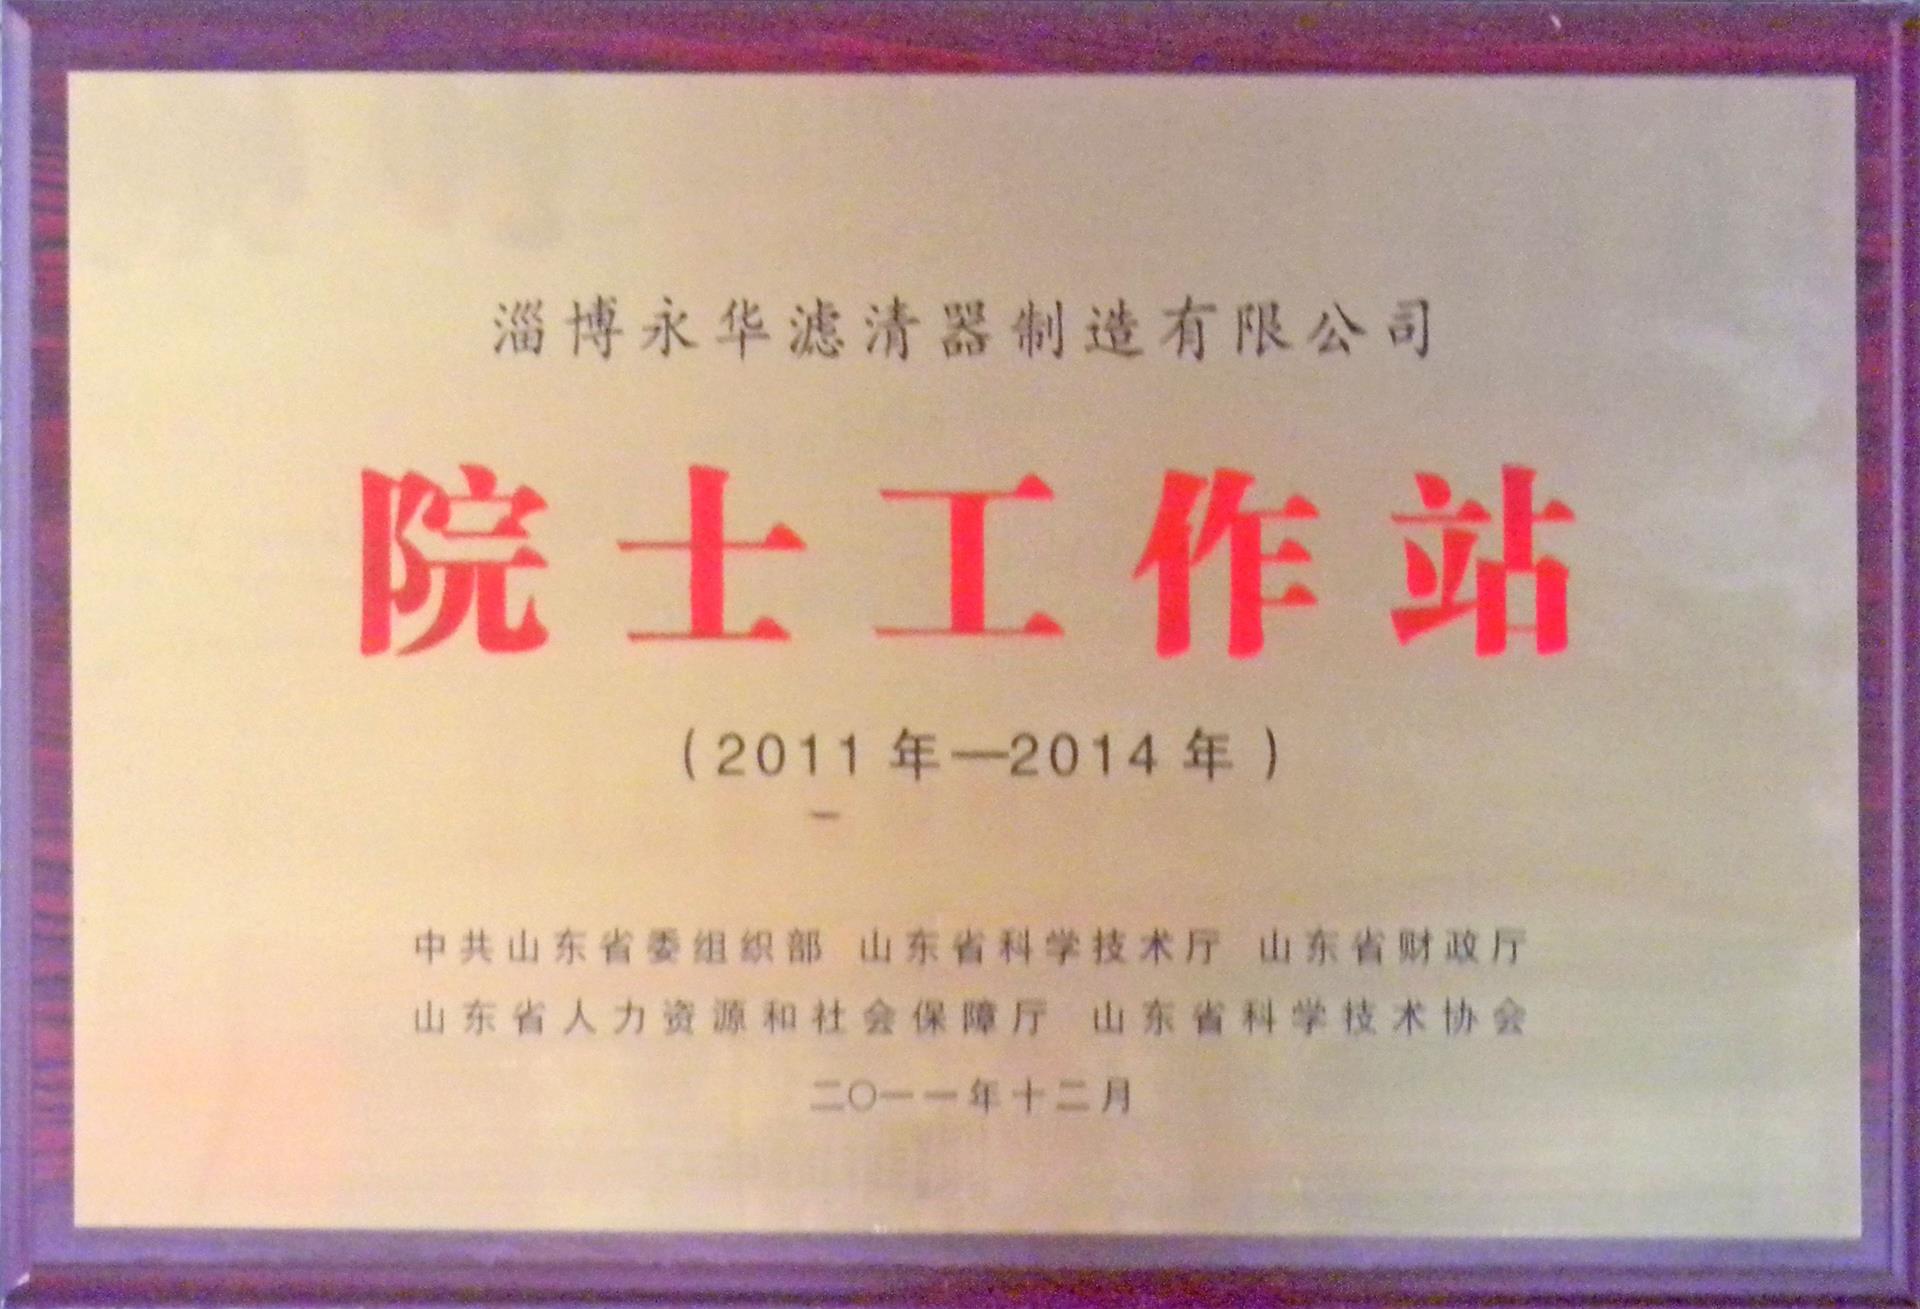 淄博永华滤清器制造有限公司
院士工作站
（2011年—2014年）
中共山东省委组织部 山东省科学技术厅 山东省财政厅
山东省人力资源和社会保障厅 山东省科学技术协会
二〇一一年十二月